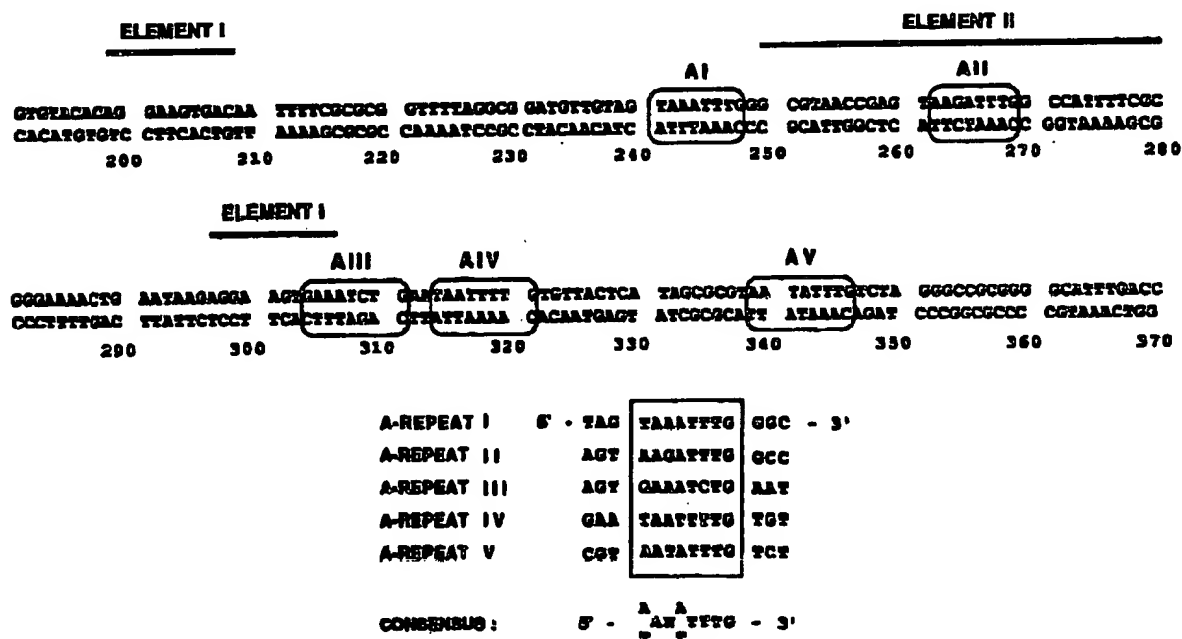 ELEMENT I ELEMENT II
AI AII
GTGTACACAG GAAGTGACAA TTTTCGCGCG GTTTTAGGCG GATGTTGTAG TAAATTTGGG CGTAACCGAG TAAGATTTGG CCATTTTCGC
CACATGTGTC CTTCACTGTT AAAAGCGCGC CAAAATCCGC CTACAACATC ATTTAAACCC GCATTGGCTC ATTCTAAACC GGTAAAAGCG
200 210 220 230 240 250 260 270 280
ELEMENT I
AIII AIV AV
GGGAAAACTG AATAAGAGGA AGTGAAATCT GAATAATTTT GTGTTACTCA TAGCGCGTAA TATTTGTCTA GGGCCGCGGG GCATTTGACC
CCCTTTTGAC TTATTCTCCT TCACTTTAGA CTTATTAAAA CACAATGAGT ATCGCGCATT ATAAACAGAT CCCGGCGCCC CGTAAACTGG
290 300 310 320 330 340 350 360 370
A-REPEAT I 5' - TAG TAAATTTG GGC - 3'
A-REPEAT II AGT AAGATTTG GCC
A-REPEAT III AGT GAAATCTG AAT
A-REPEAT IV GAA TAATTTTG TGT
A-REPEAT V CGT AATATTTG TCT
A A
CONSENSUS : 5' - AN TTTG - 3'
T T